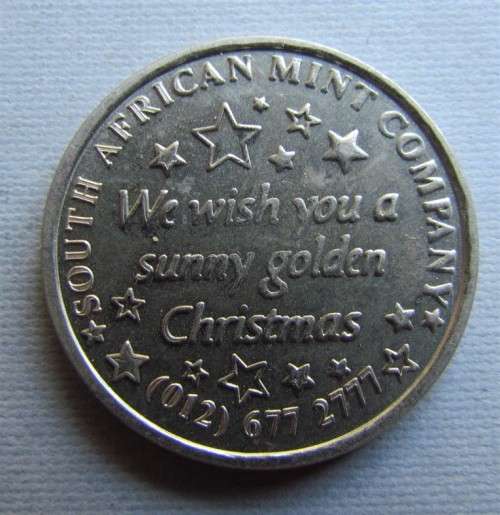 SOUTH AFRICAN MINT COMPANY
We wish you a
sunny golden
Christmas
(012) 677 2777